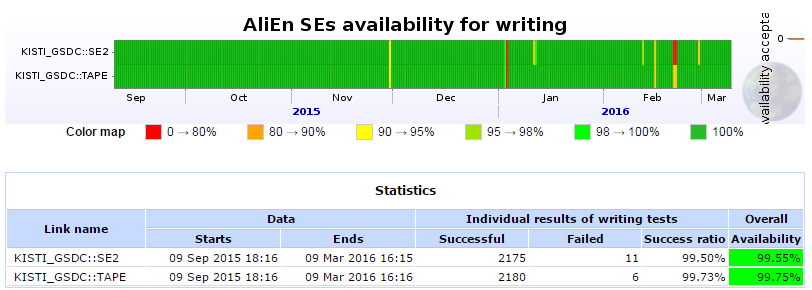 AliEn SEs availability for writing
KISTI_GSDC::SE2
KISTI_GSDC::TAPE
Sep Oct Nov Dec Jan Feb Mar
2015 2016
Availability accepta
0
Color map 0 → 80% 80 → 90% 90 → 95% 95 → 98% 98 → 100% 100%
Statistics
Link name Data Individual results of writing tests Overall
Starts Ends Successful Failed Success ratio Availability
KISTI_GSDC::SE2 09 Sep 2015 18:16 09 Mar 2016 16:15 2175 11 99.50% 99.55%
KISTI_GSDC::TAPE 09 Sep 2015 18:16 09 Mar 2016 16:16 2180 6 99.73% 99.75%